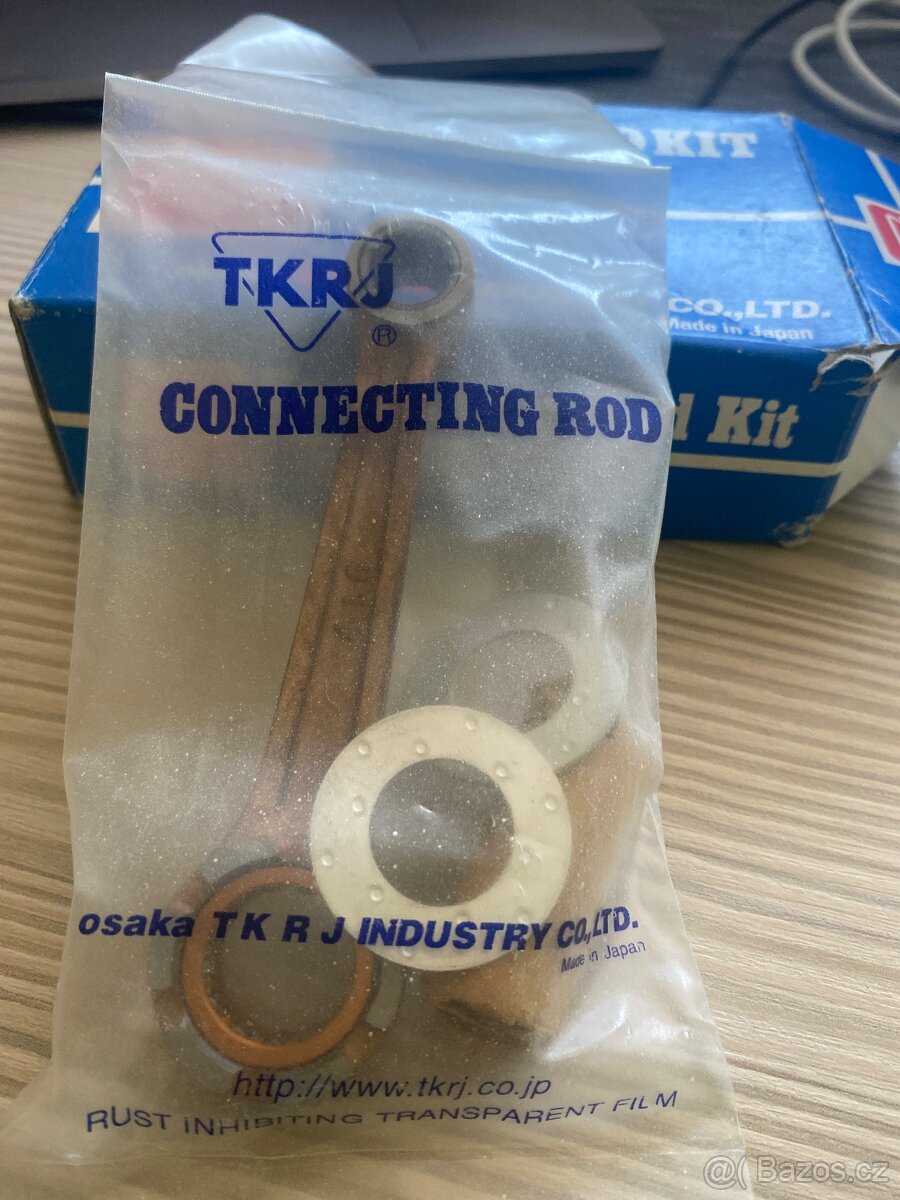 KIT
CO.,LTD.
Made in Japan
d Kit
TKRJ
®
CONNECTING ROD
osaka TKRJ INDUSTRY CO.,LTD.
Made in Japan
http://www.tkrj.co.jp
RUST INHIBITING TRANSPARENT FILM
@( Bazos.cz